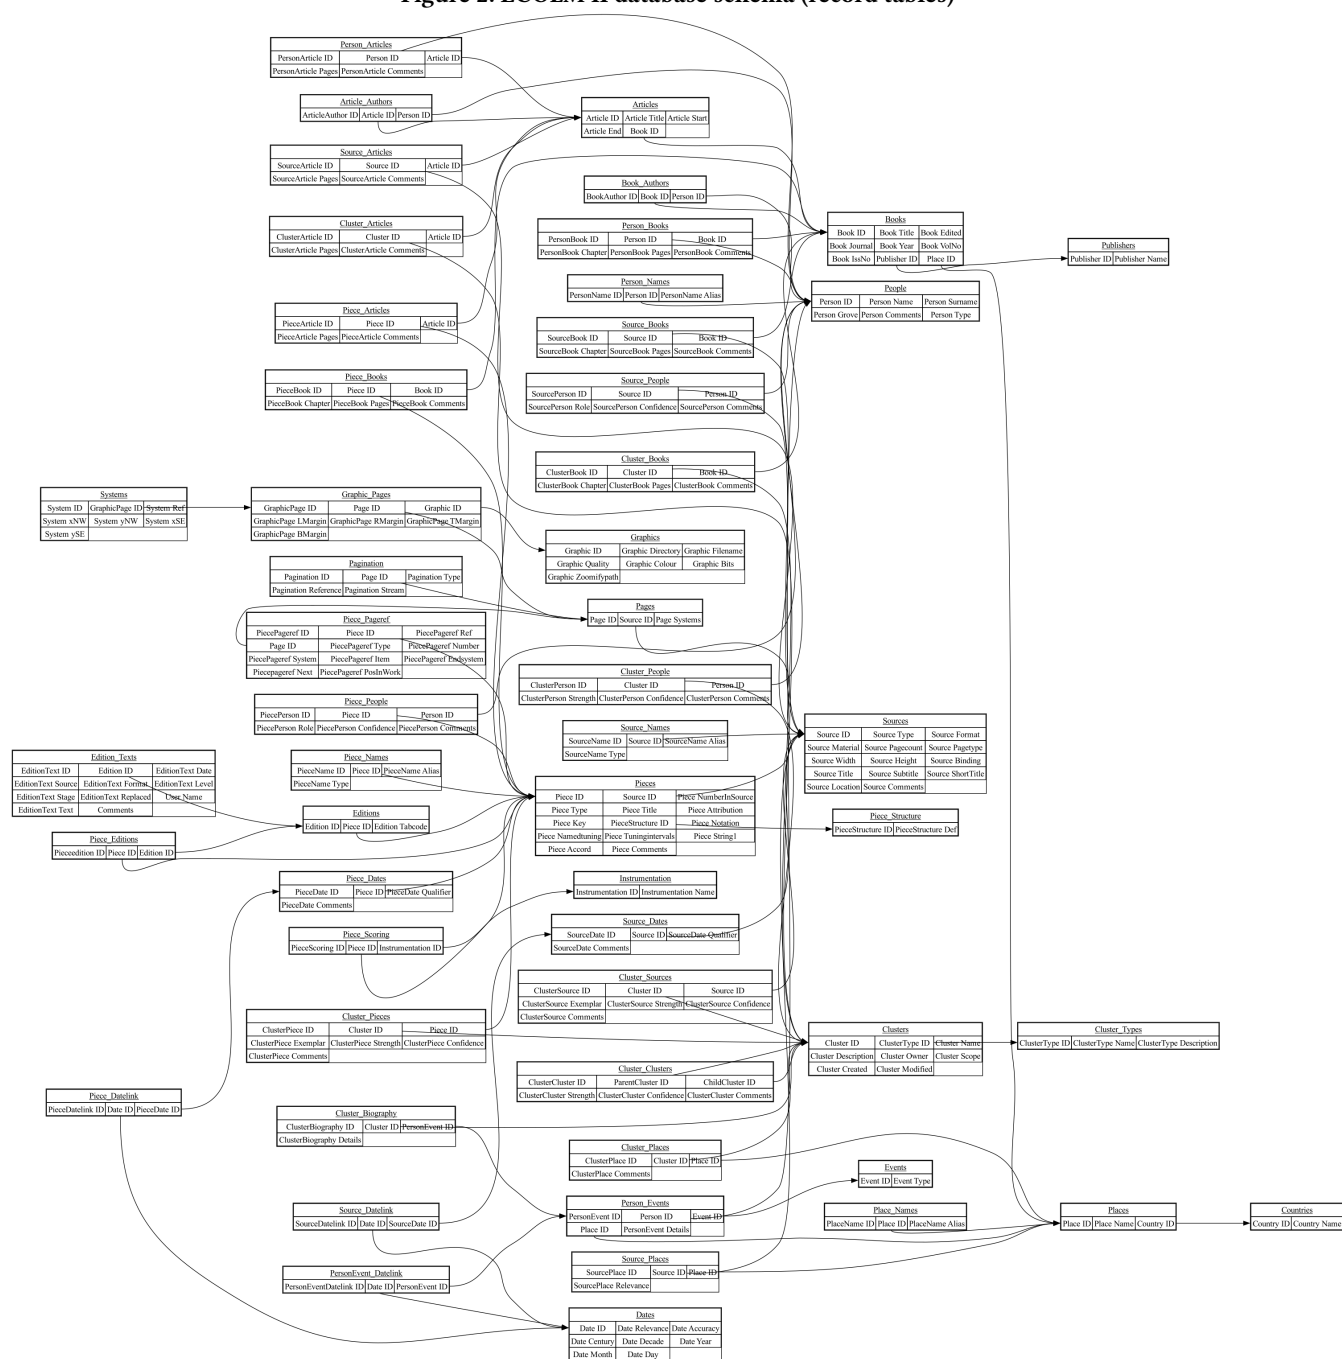 Figure 2: ECOLM II database schema (record tables)
Person_Articles
PersonArticle ID Person ID Article ID
PersonArticle Pages PersonArticle Comments
Article_Authors
ArticleAuthor ID Article ID Person ID
Articles
Article ID Article Title Article Start
Article End Book ID
Source_Articles
SourceArticle ID Source ID Article ID
SourceArticle Pages SourceArticle Comments
Book_Authors
BookAuthor ID Book ID Person ID
Cluster_Articles
ClusterArticle ID Cluster ID Article ID
ClusterArticle Pages ClusterArticle Comments
Person_Books
PersonBook ID Person ID Book ID
PersonBook Chapter PersonBook Pages PersonBook Comments
Books
Book ID Book Title Book Edited
Book Journal Book Year Book VolNo
Book IssNo Publisher ID Place ID
Publishers
Publisher ID Publisher Name
Person_Names
PersonName ID Person ID PersonName Alias
People
Person ID Person Name Person Surname
Person Grove Person Comments Person Type
Piece_Articles
PieceArticle ID Piece ID Article ID
PieceArticle Pages PieceArticle Comments
Source_Books
SourceBook ID Source ID Book ID
SourceBook Chapter SourceBook Pages SourceBook Comments
Piece_Books
PieceBook ID Piece ID Book ID
PieceBook Chapter PieceBook Pages PieceBook Comments
Source_People
SourcePerson ID Source ID Person ID
SourcePerson Role SourcePerson Confidence SourcePerson Comments
Cluster_Books
ClusterBook ID Cluster ID Book ID
ClusterBook Chapter ClusterBook Pages ClusterBook Comments
Systems
System ID GraphicPage ID System Ref
System xNW System yNW System xSE
System ySE
Graphic_Pages
GraphicPage ID Page ID Graphic ID
GraphicPage LMargin GraphicPage RMargin GraphicPage TMargin
GraphicPage BMargin
Graphics
Graphic ID Graphic Directory Graphic Filename
Graphic Quality Graphic Colour Graphic Bits
Graphic Zoomifypath
Pagination
Pagination ID Page ID Pagination Type
Pagination Reference Pagination Stream
Pages
Page ID Source ID Page Systems
Piece_Pageref
PiecePageref ID Piece ID PiecePageref Ref
Page ID PiecePageref Type PiecePageref Number
PiecePageref System PiecePageref Item PiecePageref Endsystem
Piecepageref Next PiecePageref PosInWork
Cluster_People
ClusterPerson ID Cluster ID Person ID
ClusterPerson Strength ClusterPerson Confidence ClusterPerson Comments
Piece_People
PiecePerson ID Piece ID Person ID
PiecePerson Role PiecePerson Confidence PiecePerson Comments
Source_Names
SourceName ID Source ID SourceName Alias
SourceName Type
Sources
Source ID Source Type Source Format
Source Material Source Pagecount Source Pagetype
Source Width Source Height Source Binding
Source Title Source Subtitle Source ShortTitle
Source Location Source Comments
Edition_Texts
EditionText ID Edition ID EditionText Date
EditionText Source EditionText Format EditionText Level
EditionText Stage EditionText Replaced User Name
EditionText Text Comments
Piece_Names
PieceName ID Piece ID PieceName Alias
PieceName Type
Pieces
Piece ID Source ID Piece NumberInSource
Piece Type Piece Title Piece Attribution
Piece Key PieceStructure ID Piece Notation
Piece Namedtuning Piece Tuningintervals Piece String1
Piece Accord Piece Comments
Editions
Edition ID Piece ID Edition Tabcode
Piece_Structure
PieceStructure ID PieceStructure Def
Piece_Editions
Pieceedition ID Piece ID Edition ID
Piece_Dates
PieceDate ID Piece ID PieceDate Qualifier
PieceDate Comments
Instrumentation
Instrumentation ID Instrumentation Name
Piece_Scoring
PieceScoring ID Piece ID Instrumentation ID
Source_Dates
SourceDate ID Source ID SourceDate Qualifier
SourceDate Comments
Cluster_Sources
ClusterSource ID Cluster ID Source ID
ClusterSource Exemplar ClusterSource Strength ClusterSource Confidence
ClusterSource Comments
Cluster_Pieces
ClusterPiece ID Cluster ID Piece ID
ClusterPiece Exemplar ClusterPiece Strength ClusterPiece Confidence
ClusterPiece Comments
Clusters
Cluster ID ClusterType ID Cluster Name
Cluster Description Cluster Owner Cluster Scope
Cluster Created Cluster Modified
Cluster_Types
ClusterType ID ClusterType Name ClusterType Description
Cluster_Clusters
ClusterCluster ID ParentCluster ID ChildCluster ID
ClusterCluster Strength ClusterCluster Confidence ClusterCluster Comments
Piece_Datelink
PieceDatelink ID Date ID PieceDate ID
Cluster_Biography
ClusterBiography ID Cluster ID PersonEvent ID
ClusterBiography Details
Cluster_Places
ClusterPlace ID Cluster ID Place ID
ClusterPlace Comments
Events
Event ID Event Type
Source_Datelink
SourceDatelink ID Date ID SourceDate ID
Person_Events
PersonEvent ID Person ID Event ID
Place ID PersonEvent Details
Place_Names
PlaceName ID Place ID PlaceName Alias
Places
Place ID Place Name Country ID
Countries
Country ID Country Name
Source_Places
SourcePlace ID Source ID Place ID
SourcePlace Relevance
PersonEvent_Datelink
PersonEventDatelink ID Date ID PersonEvent ID
Dates
Date ID Date Relevance Date Accuracy
Date Century Date Decade Date Year
Date Month Date Day